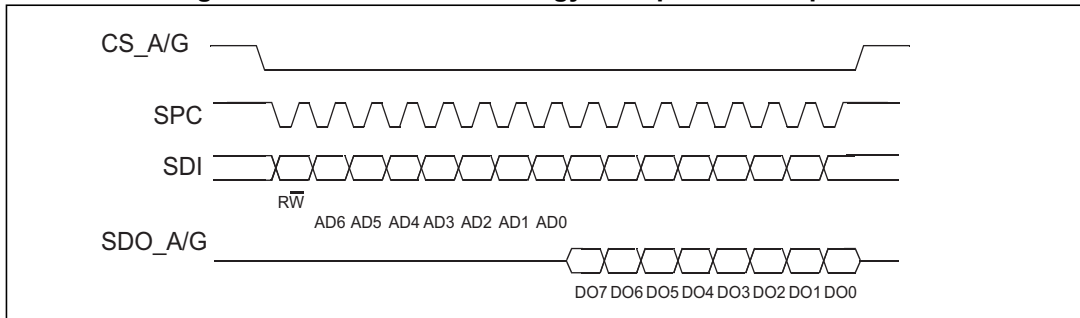 CS_A/G
SPC
SDI
RW̅
AD6 AD5 AD4 AD3 AD2 AD1 AD0
SDO_A/G
DO7 DO6 DO5 DO4 DO3 DO2 DO1 DO0